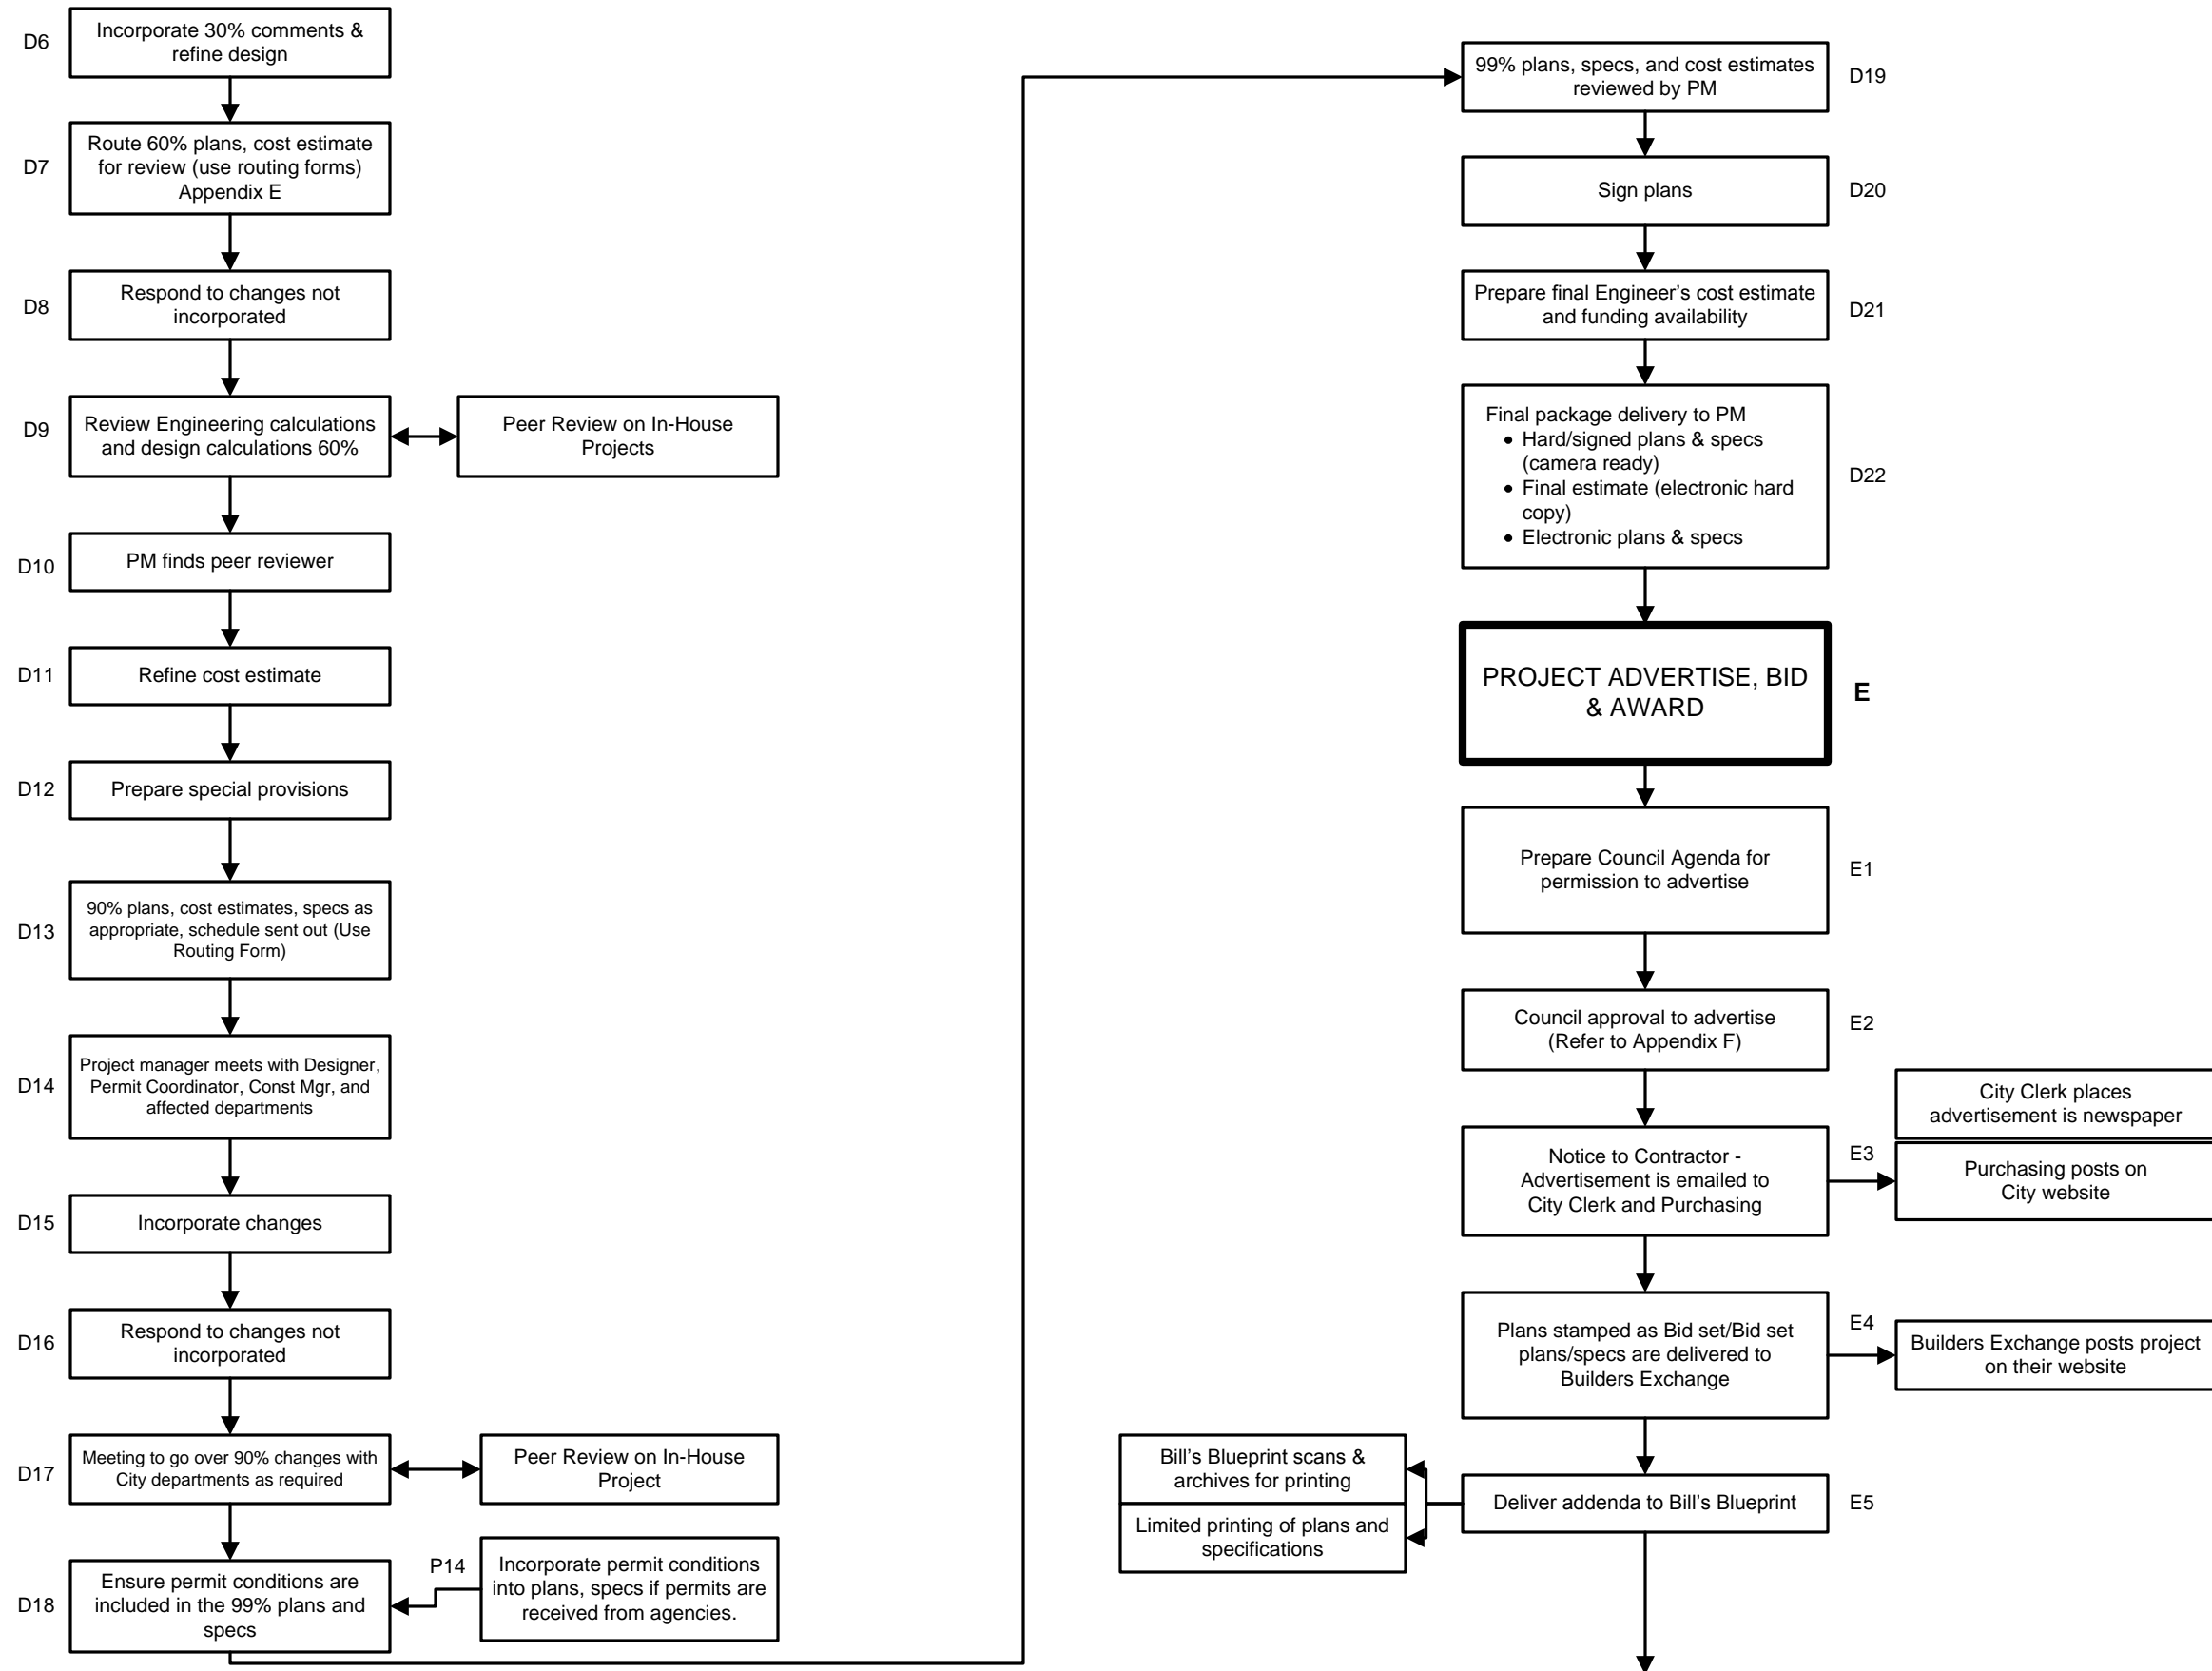 D6
Incorporate 30% comments &
refine design
D7
Route 60% plans, cost estimate
for review (use routing forms)
Appendix E
D8
Respond to changes not
incorporated
D9
Review Engineering calculations
and design calculations 60%
Peer Review on In-House
Projects
D10
PM finds peer reviewer
D11
Refine cost estimate
D12
Prepare special provisions
D13
90% plans, cost estimates, specs as
appropriate, schedule sent out (Use
Routing Form)
D14
Project manager meets with Designer,
Permit Coordinator, Const Mgr, and
affected departments
D15
Incorporate changes
D16
Respond to changes not
incorporated
D17
Meeting to go over 90% changes with
City departments as required
Peer Review on In-House
Project
D18
Ensure permit conditions are
included in the 99% plans and
specs
P14
Incorporate permit conditions
into plans, specs if permits are
received from agencies.
99% plans, specs, and cost estimates
reviewed by PM
D19
Sign plans
D20
Prepare final Engineer's cost estimate
and funding availability
D21
Final package delivery to PM
• Hard/signed plans & specs
(camera ready)
• Final estimate (electronic hard
copy)
• Electronic plans & specs
D22
PROJECT ADVERTISE, BID
& AWARD
E
Prepare Council Agenda for
permission to advertise
E1
Council approval to advertise
(Refer to Appendix F)
E2
Notice to Contractor -
Advertisement is emailed to
City Clerk and Purchasing
E3
City Clerk places
advertisement is newspaper
Purchasing posts on
City website
Plans stamped as Bid set/Bid set
plans/specs are delivered to
Builders Exchange
E4
Builders Exchange posts project
on their website
Bill's Blueprint scans &
archives for printing
Limited printing of plans and
specifications
Deliver addenda to Bill's Blueprint
E5